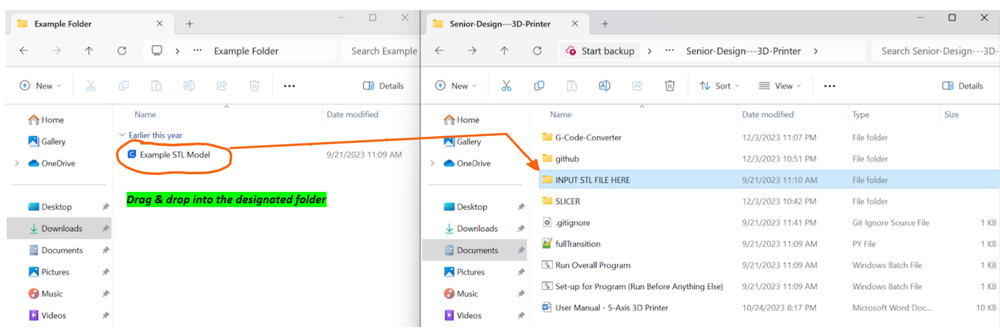 Example Folder
Example Folder
Search Example
New
Details
Name
Date modified
Home
Earlier this year
Gallery
Example STL Model
9/21/2023 11:09 AM
OneDrive
Drag & drop into the designated folder
Desktop
Downloads
Documents
Pictures
Music
Videos
Senior-Design---3D-Printer
Start backup
Senior-Design---3D-Printer
Search Senior-Design---3D-
New
Sort
View
Details
Name Date modified Type Size
Home
Gallery
OneDrive
Desktop
Downloads
Documents
Pictures
Music
Videos
G-Code-Converter 12/3/2023 11:07 PM File folder
github 12/3/2023 10:51 PM File folder
INPUT STL FILE HERE 9/21/2023 11:10 AM File folder
SLICER 12/3/2023 10:42 PM File folder
.gitignore 9/21/2023 11:41 PM Git Ignore Source File 1 KB
fullTransition 9/21/2023 11:09 AM PY File 1 KB
Run Overall Program 9/21/2023 11:09 AM Windows Batch File 1 KB
Set-up for Program (Run Before Anything Else) 9/21/2023 11:09 AM Windows Batch File 1 KB
User Manual - 5-Axis 3D Printer 10/24/2023 8:17 PM Microsoft Word Doc... 10 KB